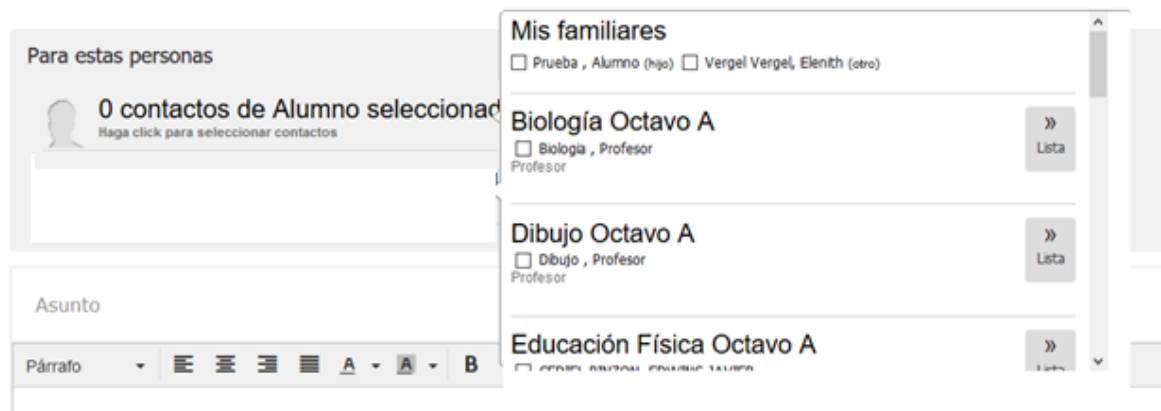 Para estas personas
0 contactos de Alumno seleccionad
Haga click para seleccionar contactos
Asunto
Párrafo A A B
Mis familiares
Prueba , Alumno (hijo) Vergel Vergel, Elenith (otro)
Biología Octavo A
Biologia , Profesor
Profesor
» Lista
Dibujo Octavo A
Dibujo , Profesor
Profesor
» Lista
Educación Física Octavo A
» Lista